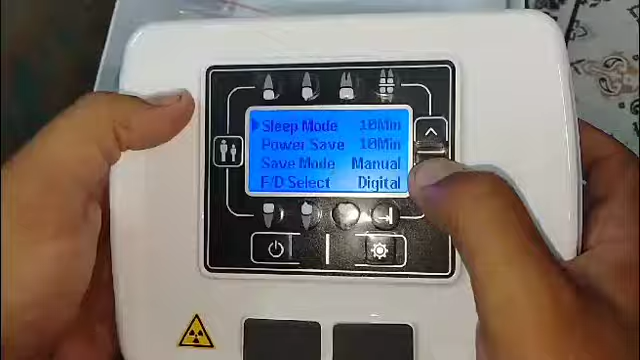 Sleep Mode 10Min
Power Save 10Min
Save Mode Manual
F/D Select Digital